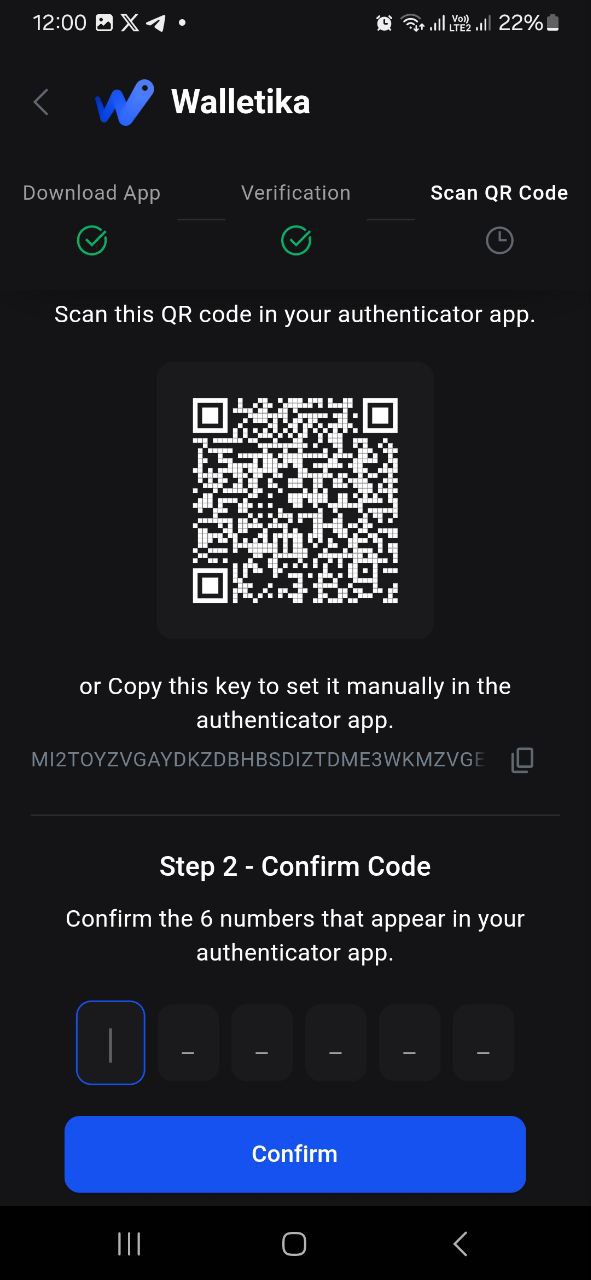 12:00
Vo))
LTE2
22%
Walletika
Download App
Verification
Scan QR Code
Scan this QR code in your authenticator app.
or Copy this key to set it manually in the
authenticator app.
MI2TOYZVGAYDKZDBHBSDIZTDME3WKMZVGE
Step 2 - Confirm Code
Confirm the 6 numbers that appear in your
authenticator app.
Confirm